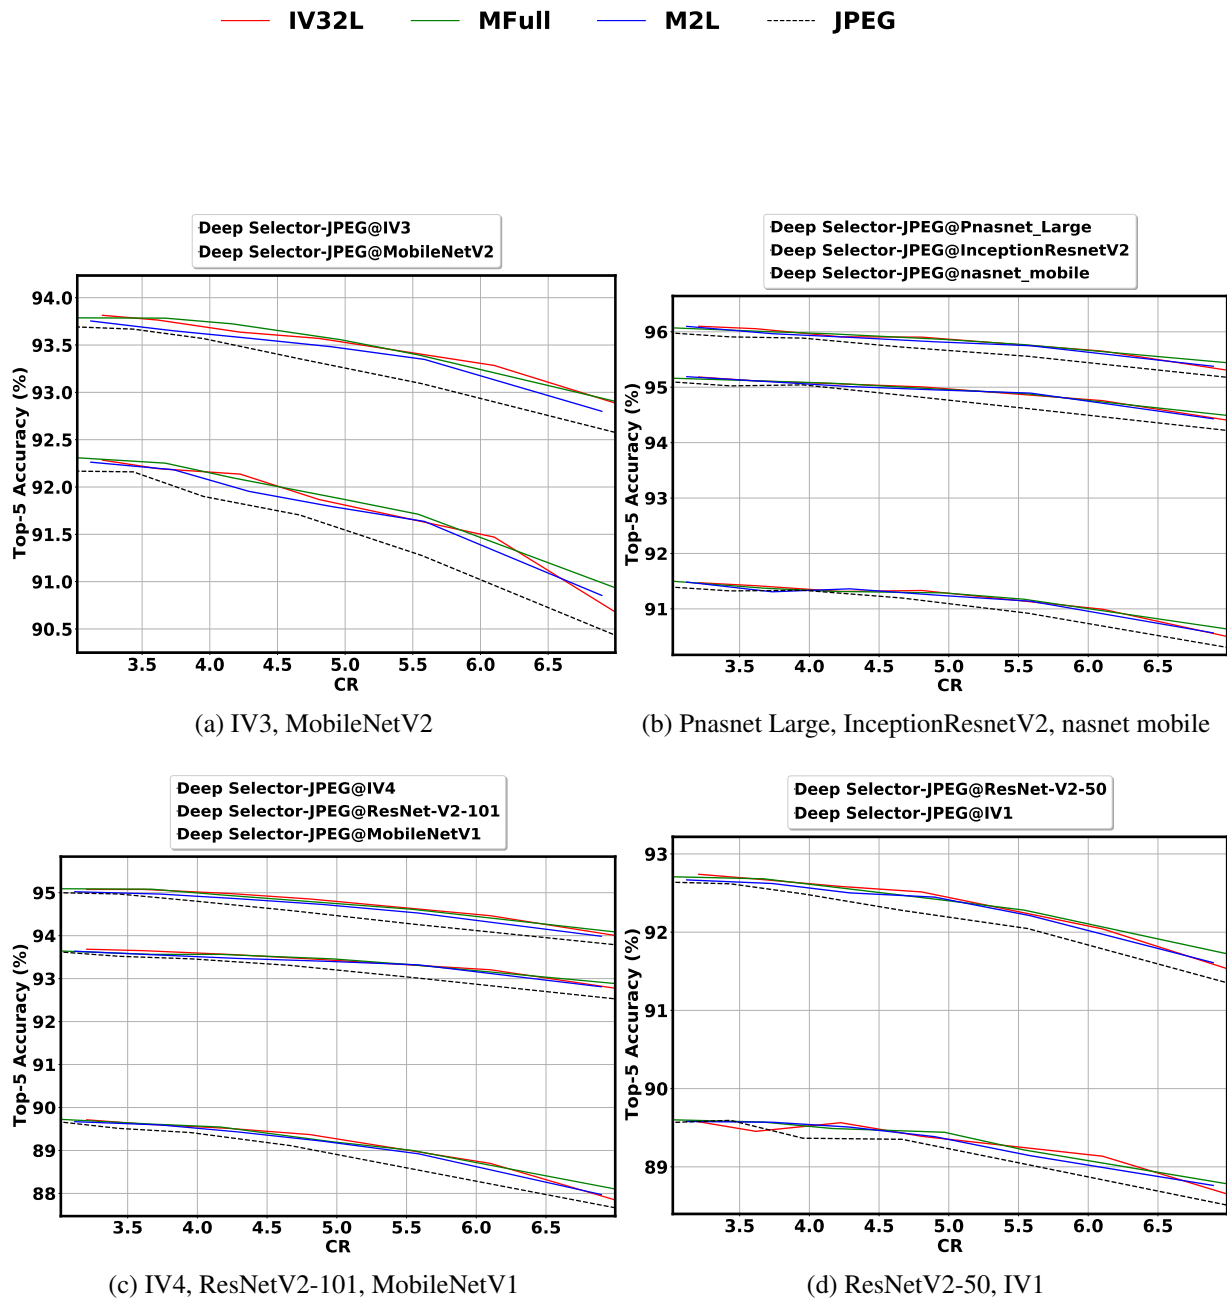 IV32L MFull M2L JPEG
Deep Selector-JPEG@IV3
Deep Selector-JPEG@MobileNetV2
94.0
93.5
93.0
92.5
92.0
91.5
91.0
90.5
Top-5 Accuracy (%)
3.5 4.0 4.5 5.0 5.5 6.0 6.5
CR
(a) IV3, MobileNetV2
Deep Selector-JPEG@Pnasnet_Large
Deep Selector-JPEG@InceptionResnetV2
Deep Selector-JPEG@nasnet_mobile
96
95
94
93
92
91
Top-5 Accuracy (%)
3.5 4.0 4.5 5.0 5.5 6.0 6.5
CR
(b) Pnasnet Large, InceptionResnetV2, nasnet mobile
Deep Selector-JPEG@IV4
Deep Selector-JPEG@ResNet-V2-101
Deep Selector-JPEG@MobileNetV1
95
94
93
92
91
90
89
88
Top-5 Accuracy (%)
3.5 4.0 4.5 5.0 5.5 6.0 6.5
CR
(c) IV4, ResNetV2-101, MobileNetV1
Deep Selector-JPEG@ResNet-V2-50
Deep Selector-JPEG@IV1
93
92
91
90
89
Top-5 Accuracy (%)
3.5 4.0 4.5 5.0 5.5 6.0 6.5
CR
(d) ResNetV2-50, IV1